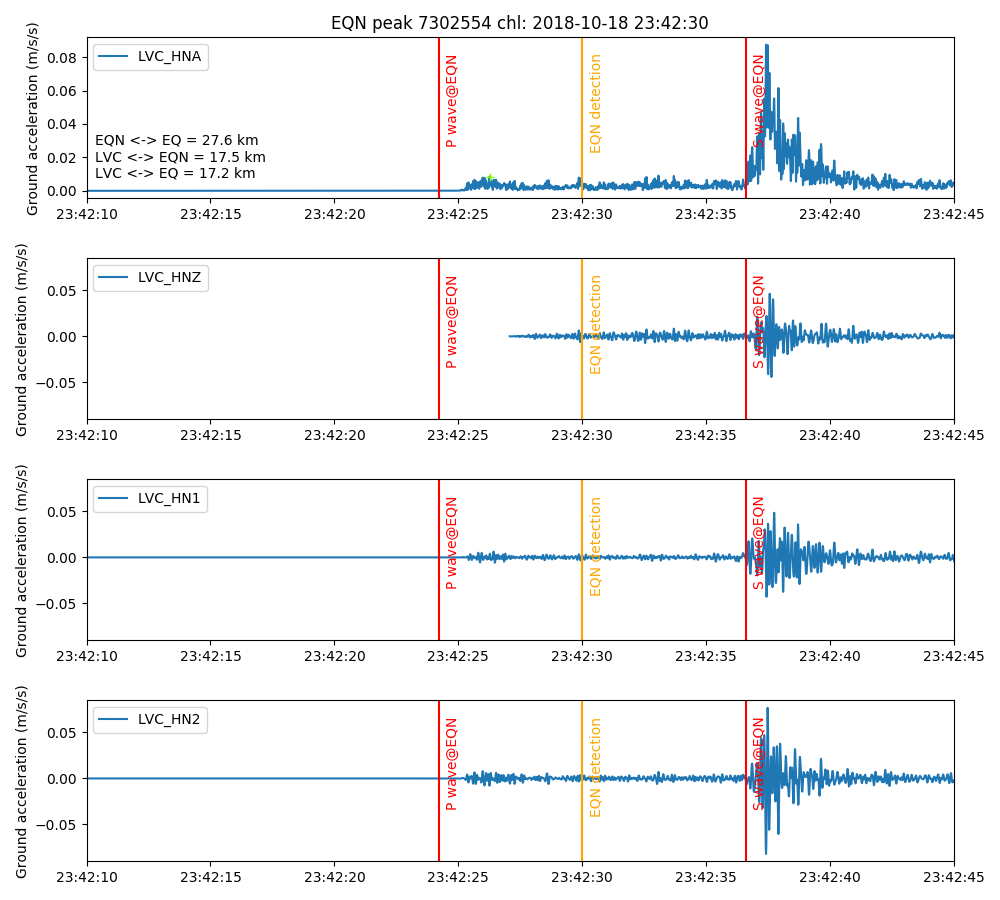 EQN peak 7302554 chl: 2018-10-18 23:42:30
Ground acceleration (m/s/s)
0.08
0.06
0.04
0.02
0.00
LVC_HNA
EQN <-> EQ = 27.6 km
LVC <-> EQN = 17.5 km
LVC <-> EQ = 17.2 km
P wave@EQN
EQN detection
S wave@EQN
23:42:10 23:42:15 23:42:20 23:42:25 23:42:30 23:42:35 23:42:40 23:42:45
Ground acceleration (m/s/s)
0.05
0.00
−0.05
LVC_HNZ
P wave@EQN
EQN detection
S wave@EQN
23:42:10 23:42:15 23:42:20 23:42:25 23:42:30 23:42:35 23:42:40 23:42:45
Ground acceleration (m/s/s)
0.05
0.00
−0.05
LVC_HN1
P wave@EQN
EQN detection
S wave@EQN
23:42:10 23:42:15 23:42:20 23:42:25 23:42:30 23:42:35 23:42:40 23:42:45
Ground acceleration (m/s/s)
0.05
0.00
−0.05
LVC_HN2
P wave@EQN
EQN detection
S wave@EQN
23:42:10 23:42:15 23:42:20 23:42:25 23:42:30 23:42:35 23:42:40 23:42:45